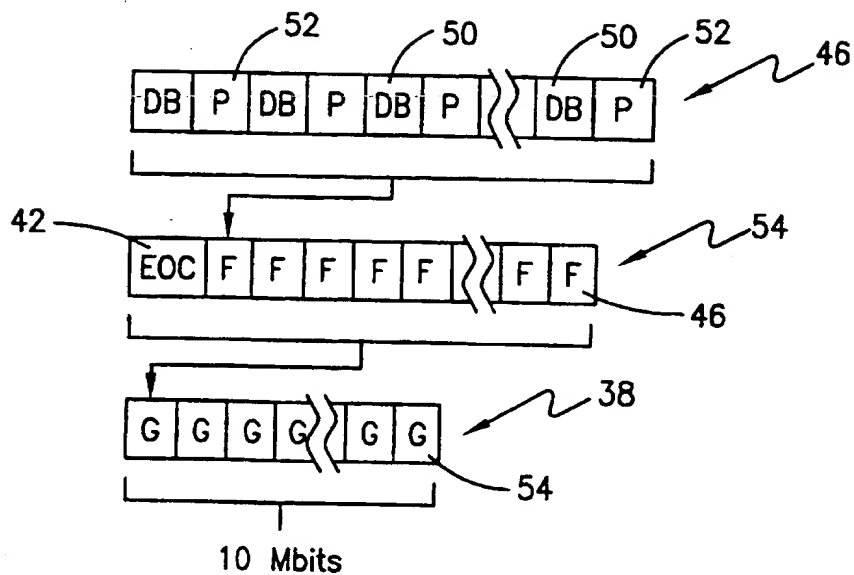 52 50 50 52
46
DB P DB P DB P DB P
42
54
EOC F F F F F F F
46
38
G G G G G G
54
10 Mbits